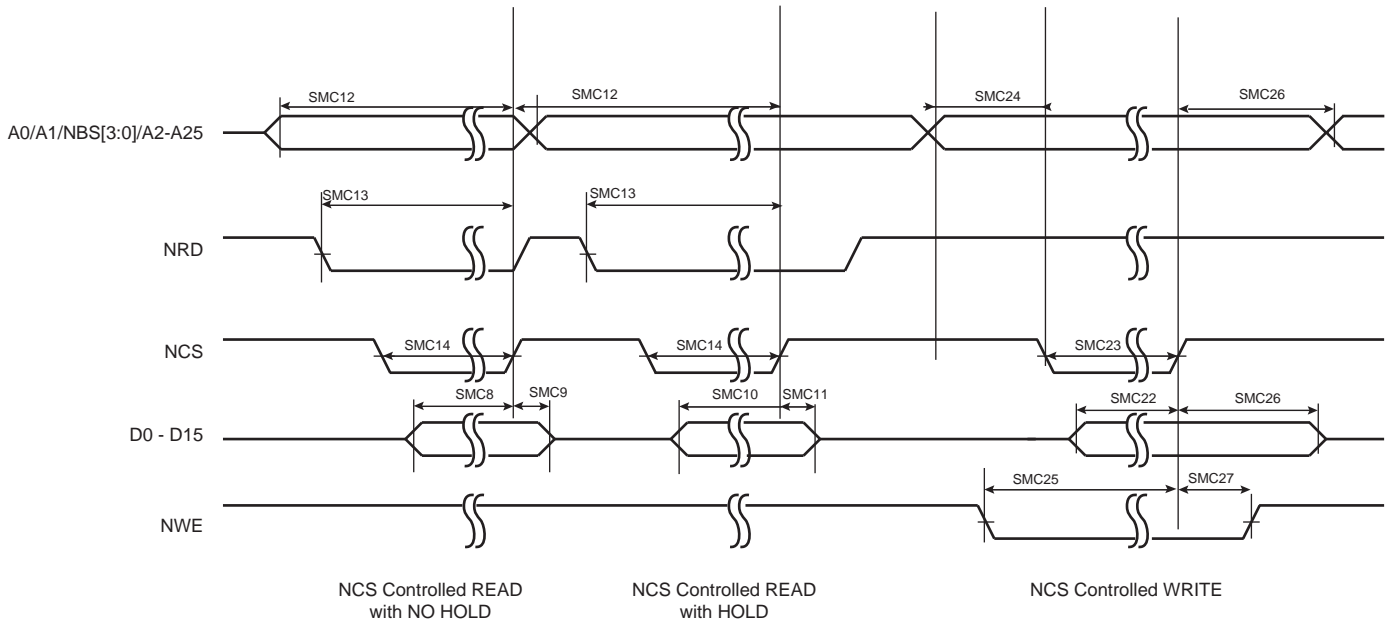 SMC12
SMC12
SMC24
SMC26
A0/A1/NBS[3:0]/A2-A25
SMC13
SMC13
NRD
NCS
SMC14
SMC14
SMC23
SMC8
SMC9
SMC10
SMC11
SMC22
SMC26
D0 - D15
SMC25
SMC27
NWE
NCS Controlled READ
with NO HOLD
NCS Controlled READ
with HOLD
NCS Controlled WRITE